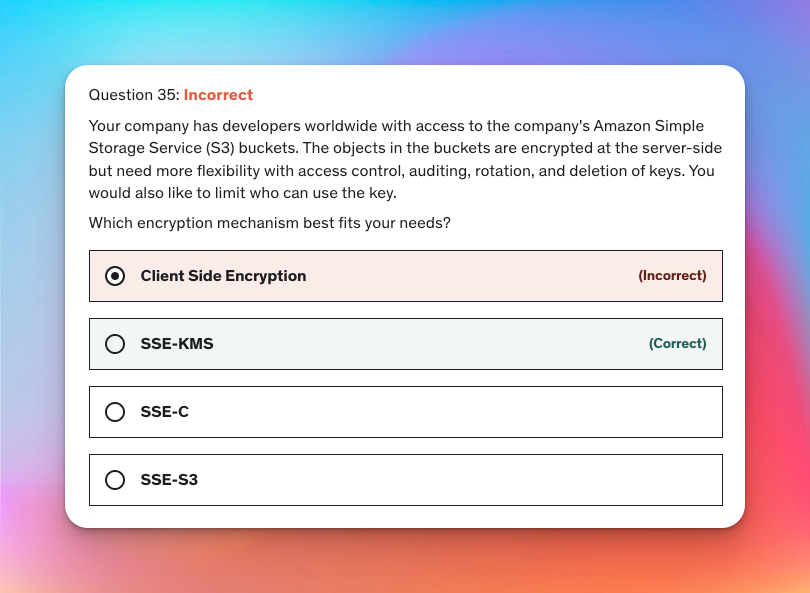 Question 35: Incorrect
Your company has developers worldwide with access to the company's Amazon Simple
Storage Service (S3) buckets. The objects in the buckets are encrypted at the server-side
but need more flexibility with access control, auditing, rotation, and deletion of keys. You
would also like to limit who can use the key.
Which encryption mechanism best fits your needs?
Client Side Encryption (Incorrect)
SSE-KMS (Correct)
SSE-C
SSE-S3